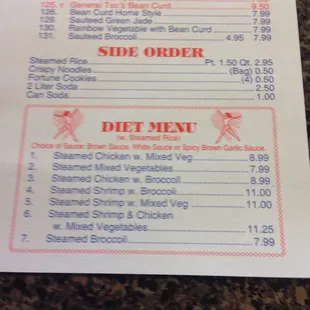 125. General Tso's Bean Curd 9.50
126. Bean Curd Home Style 7.99
129. Sauteed Green Jade 7.99
130. Rainbow Vegetable with Bean Curd 7.99
131. Sauteed Broccoli 4.95 7.99
SIDE ORDER
Steamed Rice Pt. 1.50 Qt. 2.95
Crispy Noodles (Bag) 0.50
Fortune Cookies (4) 0.50
2 Liter Soda 2.50
Can Soda 1.00
DIET MENU
(w. Steamed Rice)
Choice of Sauce: Brown Sauce, White Sauce or Spicy Brown Garlic Sauce.
1. Steamed Chicken w. Mixed Veg 8.99
2. Steamed Mixed Vegetables 7.99
3. Steamed Chicken w. Broccoli 8.99
4. Steamed Shrimp w. Broccoli 11.00
5. Steamed Shrimp w. Mixed Veg 11.00
6. Steamed Shrimp & Chicken
w. Mixed Vegetables 11.25
7. Steamed Broccoli 7.99